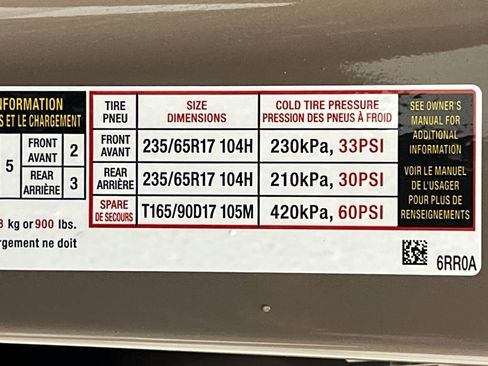 NFORMATION
S ET LE CHARGEMENT
5
FRONT
AVANT
2
REAR
ARRIÈRE
3
kg or 900 lbs.
rgement ne doit
TIRE
PNEU
SIZE
DIMENSIONS
COLD TIRE PRESSURE
PRESSION DES PNEUS À FROID
FRONT
AVANT
235/65R17 104H
230kPa, 33PSI
REAR
ARRIÈRE
235/65R17 104H
210kPa, 30PSI
SPARE
DE SECOURS
T165/90D17 105M
420kPa, 60PSI
SEE OWNER'S
MANUAL FOR
ADDITIONAL
INFORMATION
VOIR LE MANUEL
DE L'USAGER
POUR PLUS DE
RENSEIGNEMENTS
6RR0A